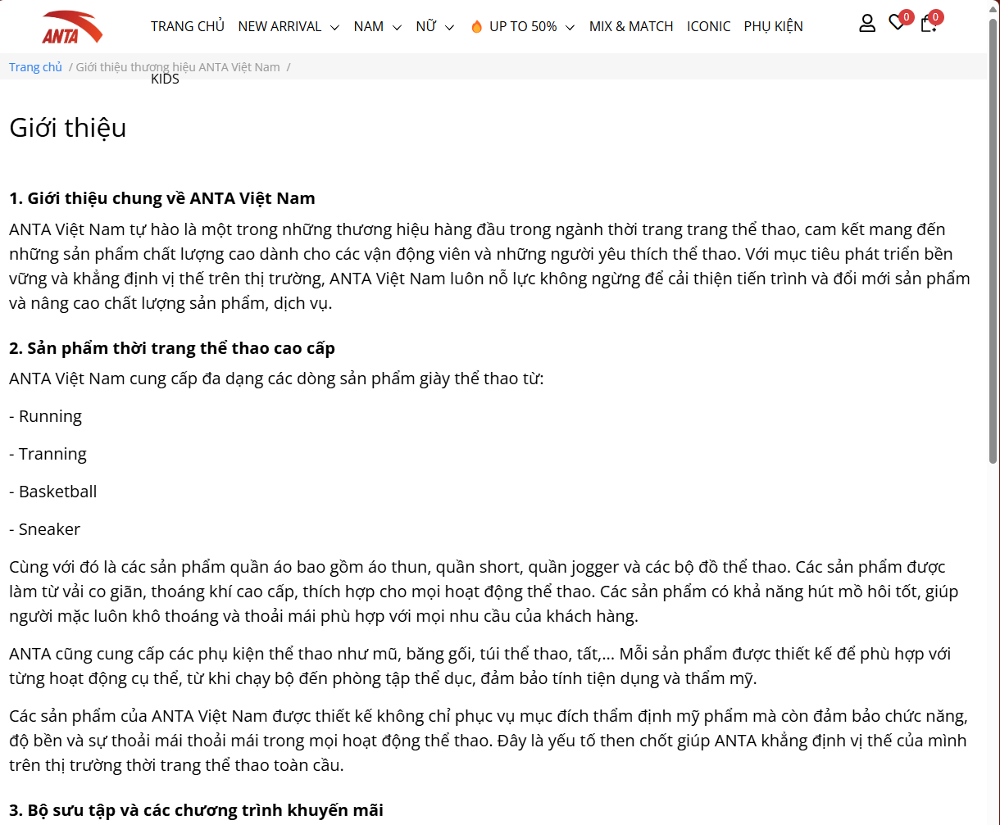 ANTA
TRANG CHỦ NEW ARRIVAL NAM NỮ UP TO 50% MIX & MATCH ICONIC PHỤ KIỆN 0 0
Trang chủ / Giới thiệu thương hiệu ANTA Việt Nam /
KIDS
Giới thiệu
1. Giới thiệu chung về ANTA Việt Nam
ANTA Việt Nam tự hào là một trong những thương hiệu hàng đầu trong ngành thời trang trang thể thao, cam kết mang đến
những sản phẩm chất lượng cao dành cho các vận động viên và những người yêu thích thể thao. Với mục tiêu phát triển bền
vững và khẳng định vị thế trên thị trường, ANTA Việt Nam luôn nỗ lực không ngừng để cải thiện tiến trình và đổi mới sản phẩm
và nâng cao chất lượng sản phẩm, dịch vụ.
2. Sản phẩm thời trang thể thao cao cấp
ANTA Việt Nam cung cấp đa dạng các dòng sản phẩm giày thể thao từ:
- Running
- Tranning
- Basketball
- Sneaker
Cùng với đó là các sản phẩm quần áo bao gồm áo thun, quần short, quần jogger và các bộ đồ thể thao. Các sản phẩm được
làm từ vải co giãn, thoáng khí cao cấp, thích hợp cho mọi hoạt động thể thao. Các sản phẩm có khả năng hút mồ hôi tốt, giúp
người mặc luôn khô thoáng và thoải mái phù hợp với mọi nhu cầu của khách hàng.
ANTA cũng cung cấp các phụ kiện thể thao như mũ, băng gối, túi thể thao, tất,... Mỗi sản phẩm được thiết kế để phù hợp với
từng hoạt động cụ thể, từ khi chạy bộ đến phòng tập thể dục, đảm bảo tính tiện dụng và thẩm mỹ.
Các sản phẩm của ANTA Việt Nam được thiết kế không chỉ phục vụ mục đích thẩm định mỹ phẩm mà còn đảm bảo chức năng,
độ bền và sự thoải mái thoải mái trong mọi hoạt động thể thao. Đây là yếu tố then chốt giúp ANTA khẳng định vị thế của mình
trên thị trường thời trang thể thao toàn cầu.
3. Bộ sưu tập và các chương trình khuyến mãi